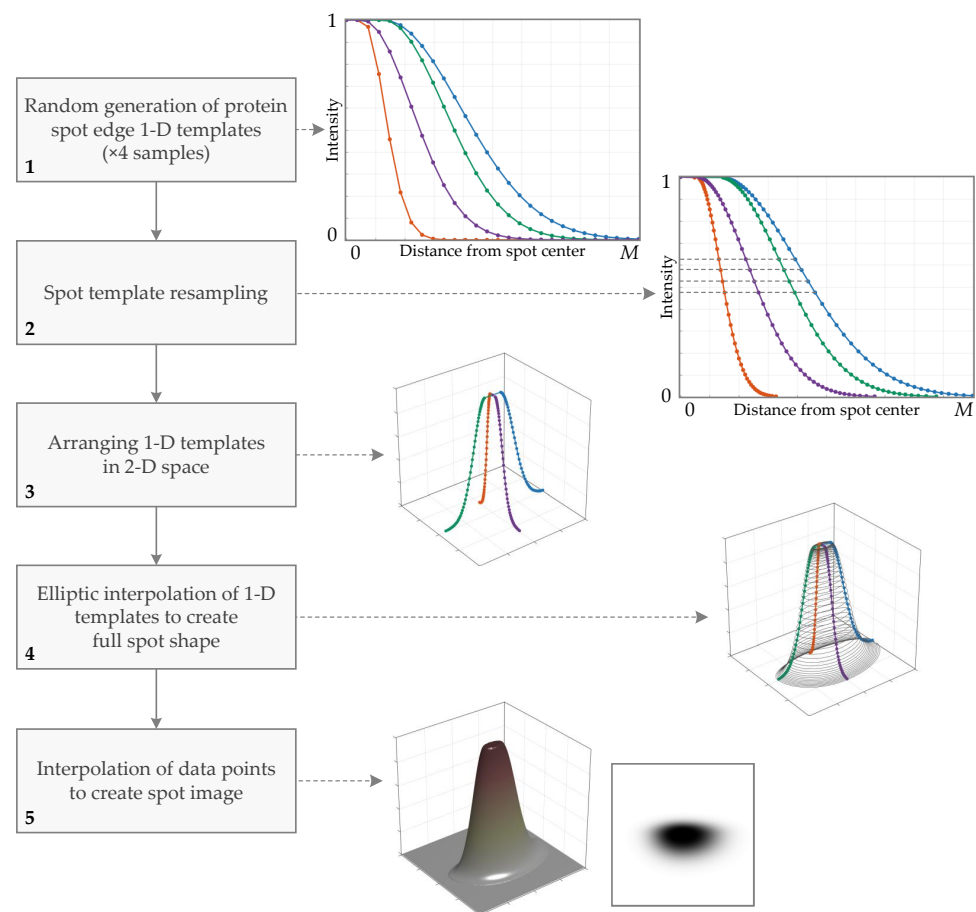 1
Intensity
0
0
Distance from spot center
M
Random generation of protein
spot edge 1-D templates
(×4 samples)
1
1
Intensity
0
0
Distance from spot center
M
Spot template resampling
2
Arranging 1-D templates
in 2-D space
3
Elliptic interpolation of 1-D
templates to create
full spot shape
4
Interpolation of data points
to create spot image
5